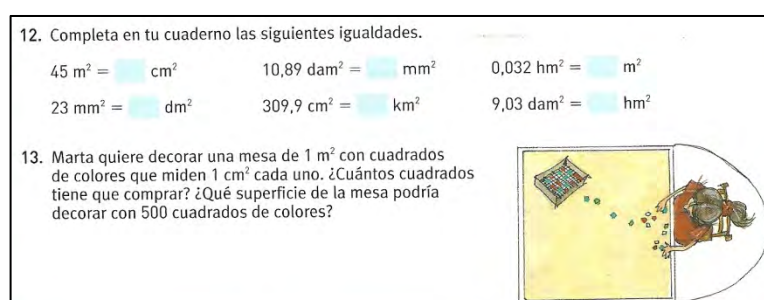 12. Completa en tu cuaderno las siguientes igualdades.
45 m² = cm² 10,89 dam² = mm² 0,032 hm² = m²
23 mm² = dm² 309,9 cm² = km² 9,03 dam² = hm²
13. Marta quiere decorar una mesa de 1 m² con cuadrados
de colores que miden 1 cm² cada uno. ¿Cuántos cuadrados
tiene que comprar? ¿Qué superficie de la mesa podría
decorar con 500 cuadrados de colores?